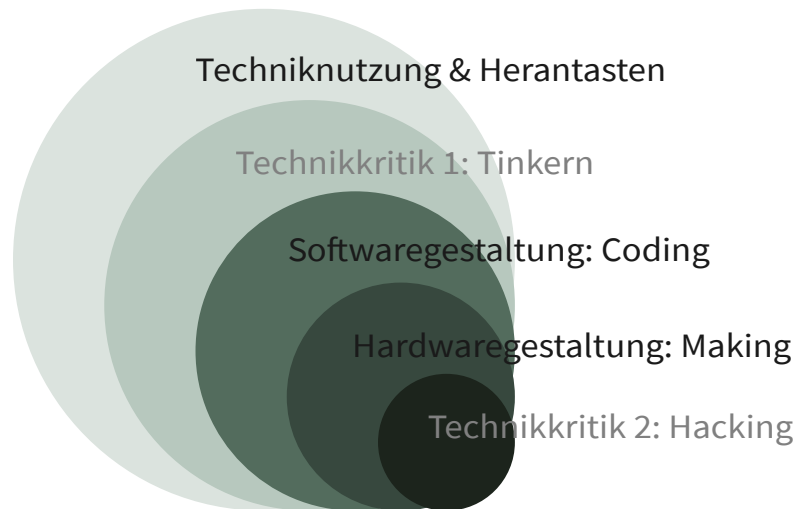 Techniknutzung & Herantasten
Technikkritik 1: Tinkern
Softwaregestaltung: Coding
Hardwaregestaltung: Making
Technikkritik 2: Hacking